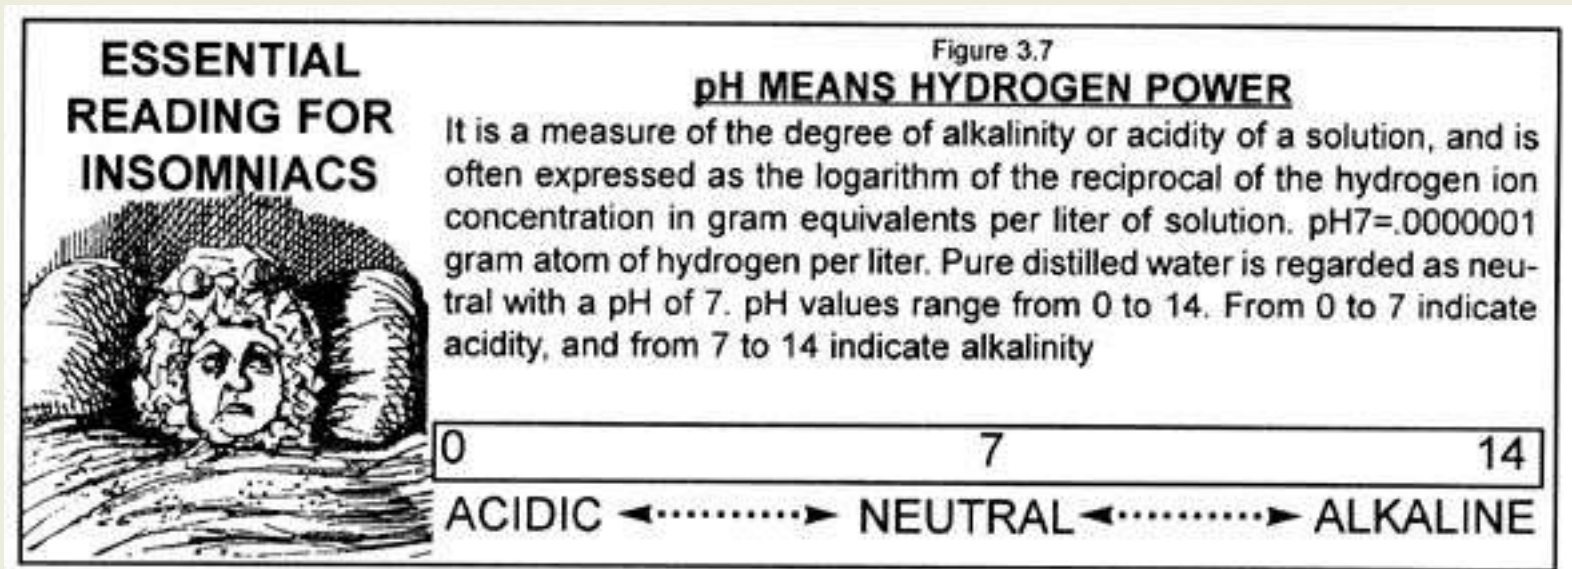 ESSENTIAL
READING FOR
INSOMNIACS
Figure 3.7
pH MEANS HYDROGEN POWER
It is a measure of the degree of alkalinity or acidity of a solution, and is
often expressed as the logarithm of the reciprocal of the hydrogen ion
concentration in gram equivalents per liter of solution. pH7=.0000001
gram atom of hydrogen per liter. Pure distilled water is regarded as neu-
tral with a pH of 7. pH values range from 0 to 14. From 0 to 7 indicate
acidity, and from 7 to 14 indicate alkalinity
0 7 14
ACIDIC NEUTRAL ALKALINE